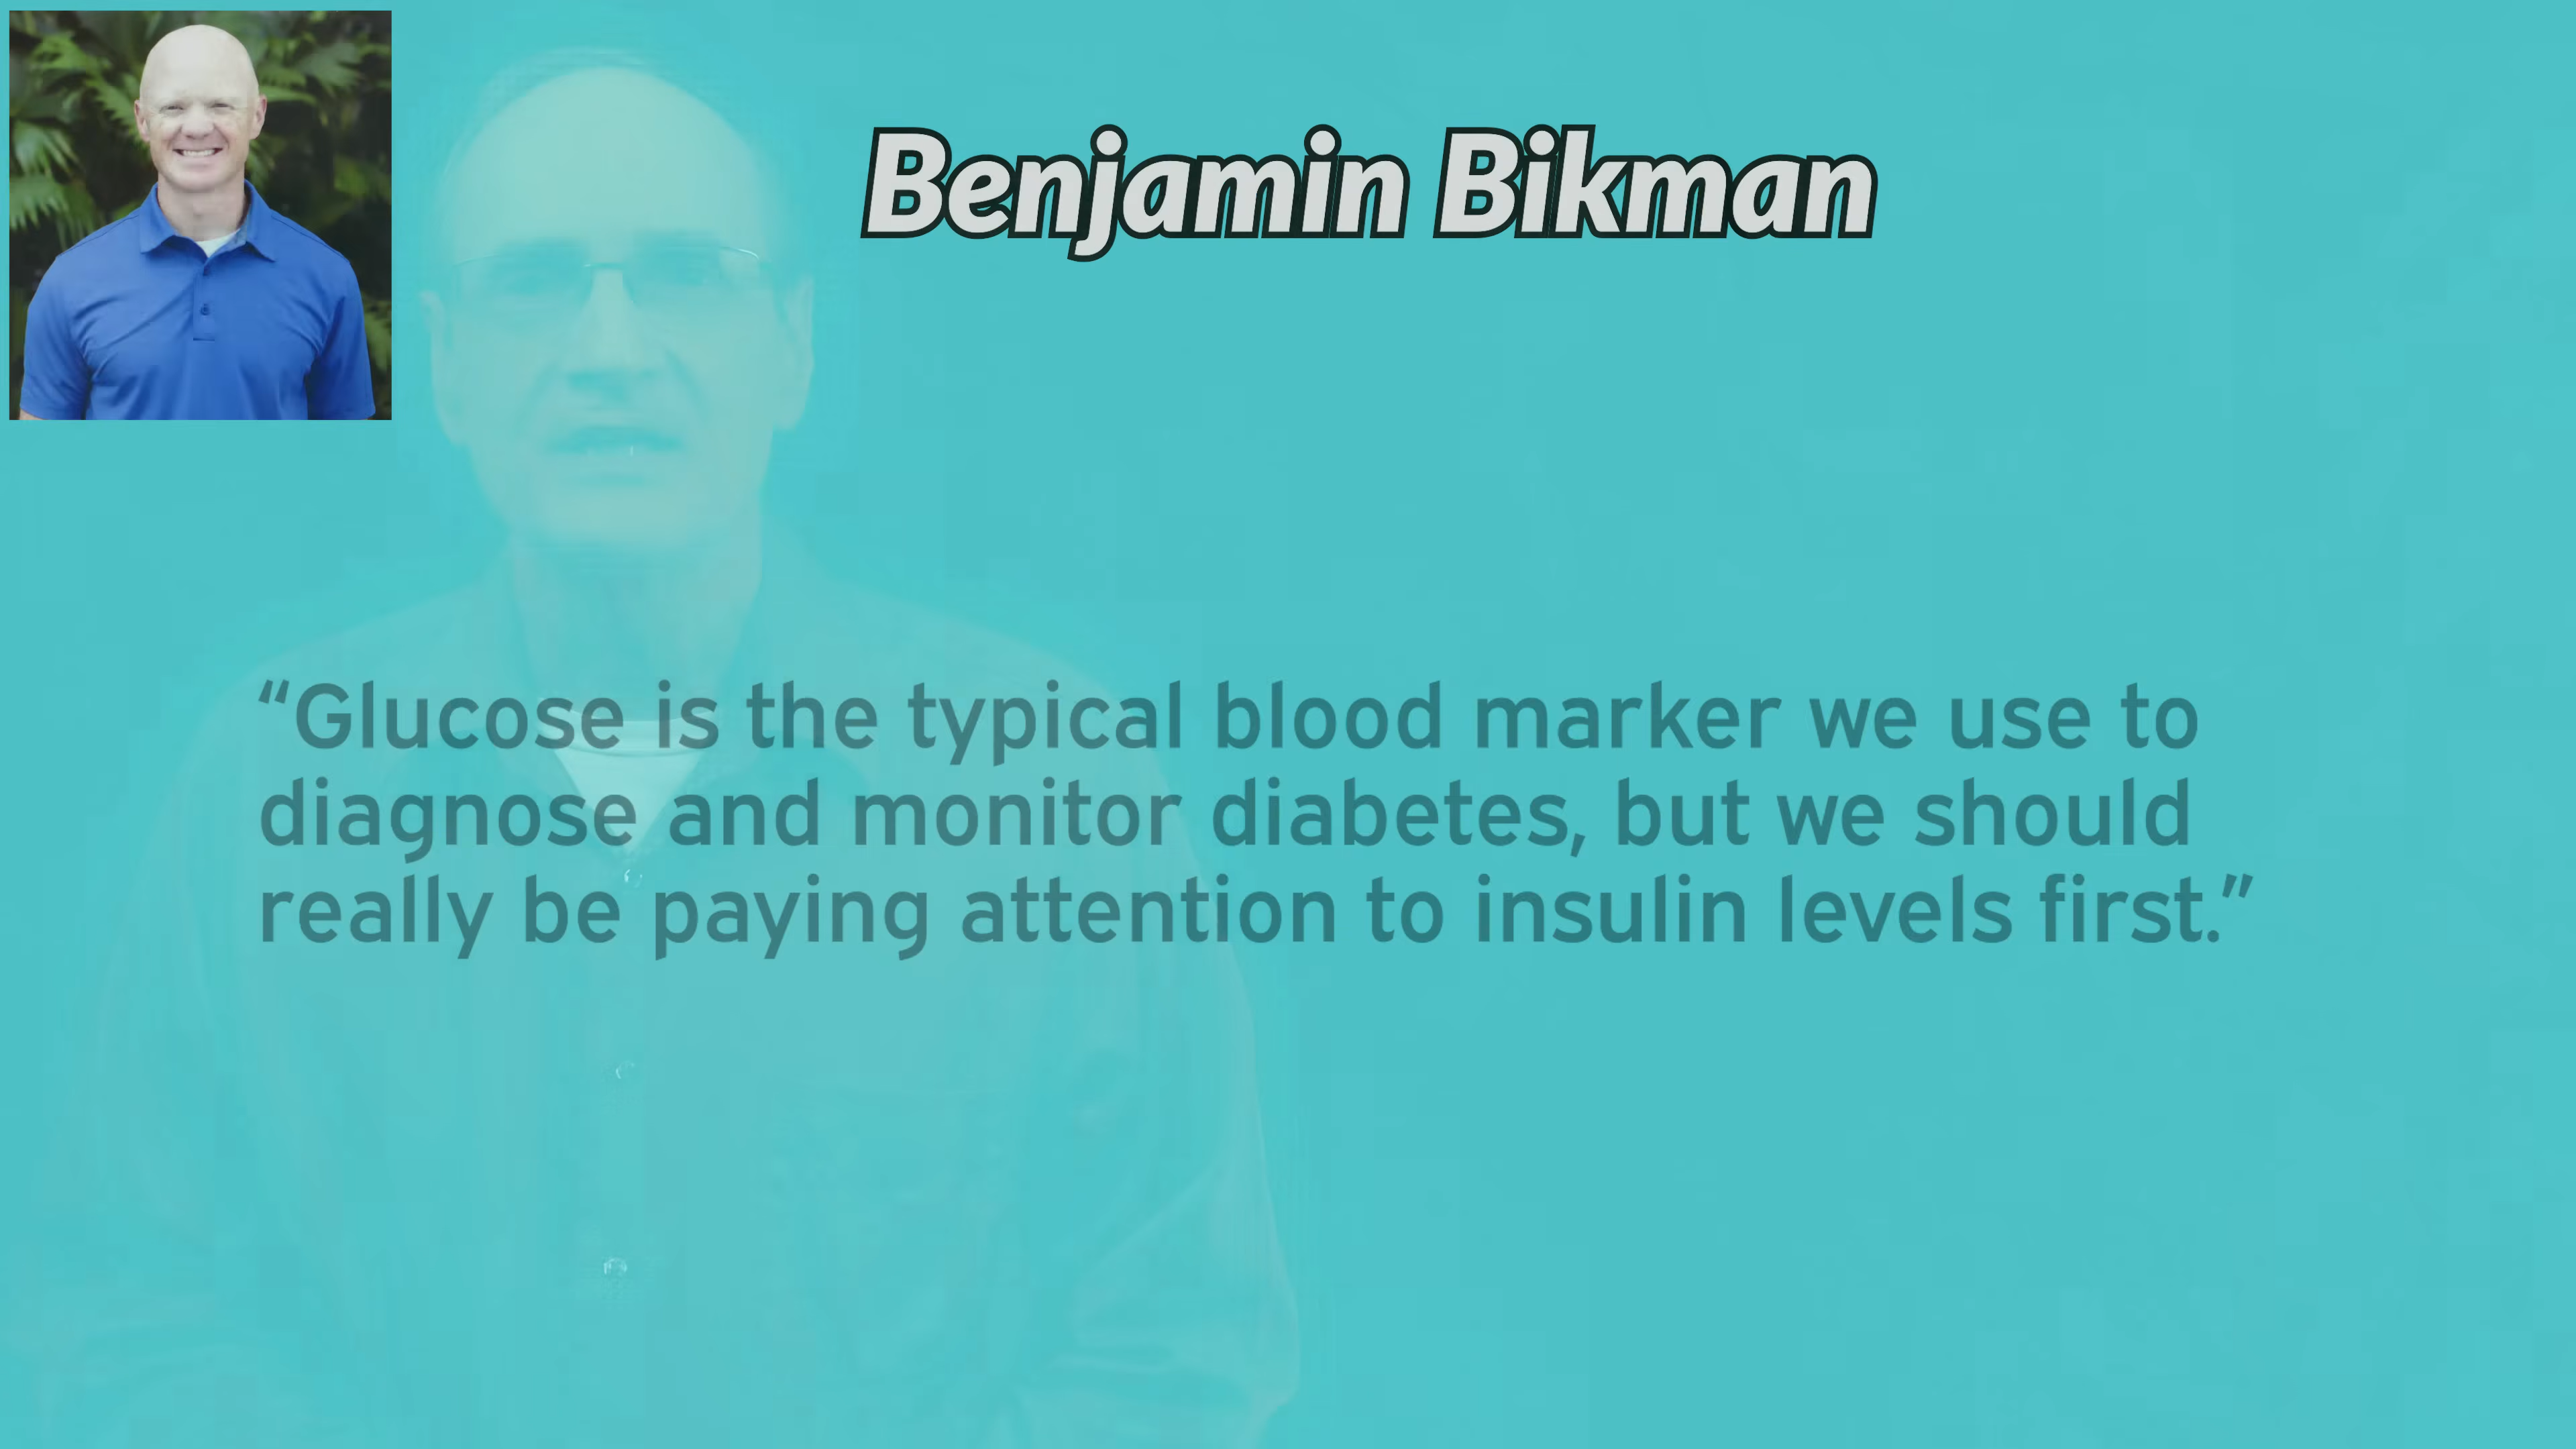 Benjamin Bikman
“Glucose is the typical blood marker we use to
diagnose and monitor diabetes, but we should
really be paying attention to insulin levels first.”